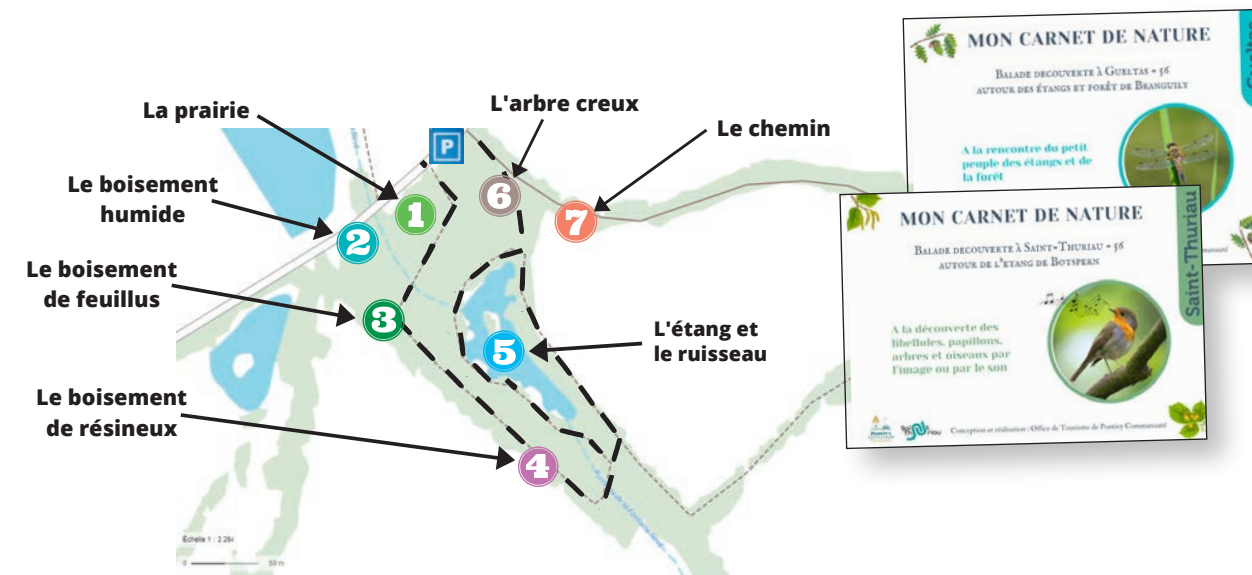 La prairie
L'arbre creux
Le chemin
Le boisement
humide
Le boisement
de feuillus
Le boisement
de résineux
L'étang et
le ruisseau
P
1
2
3
4
5
6
7
Échelle 1 : 2 264
0 50 m
MON CARNET DE NATURE
BALADE DECOUVERTE À GUELTAS - 56
AUTOUR DES ÉTANGS ET FORÊT DE BRANGUILY
A la rencontre du petit
peuple des étangs et de
la forêt
MON CARNET DE NATURE
BALADE DECOUVERTE À SAINT-THURIAU - 56
AUTOUR DE L'ETANG DE BOTSPERN
A la découverte des
libellules, papillons,
arbres et oiseaux par
l'image ou par le son
Saint-Thuriau
Conception et réalisation : Office de Tourisme de Pontivy Communauté